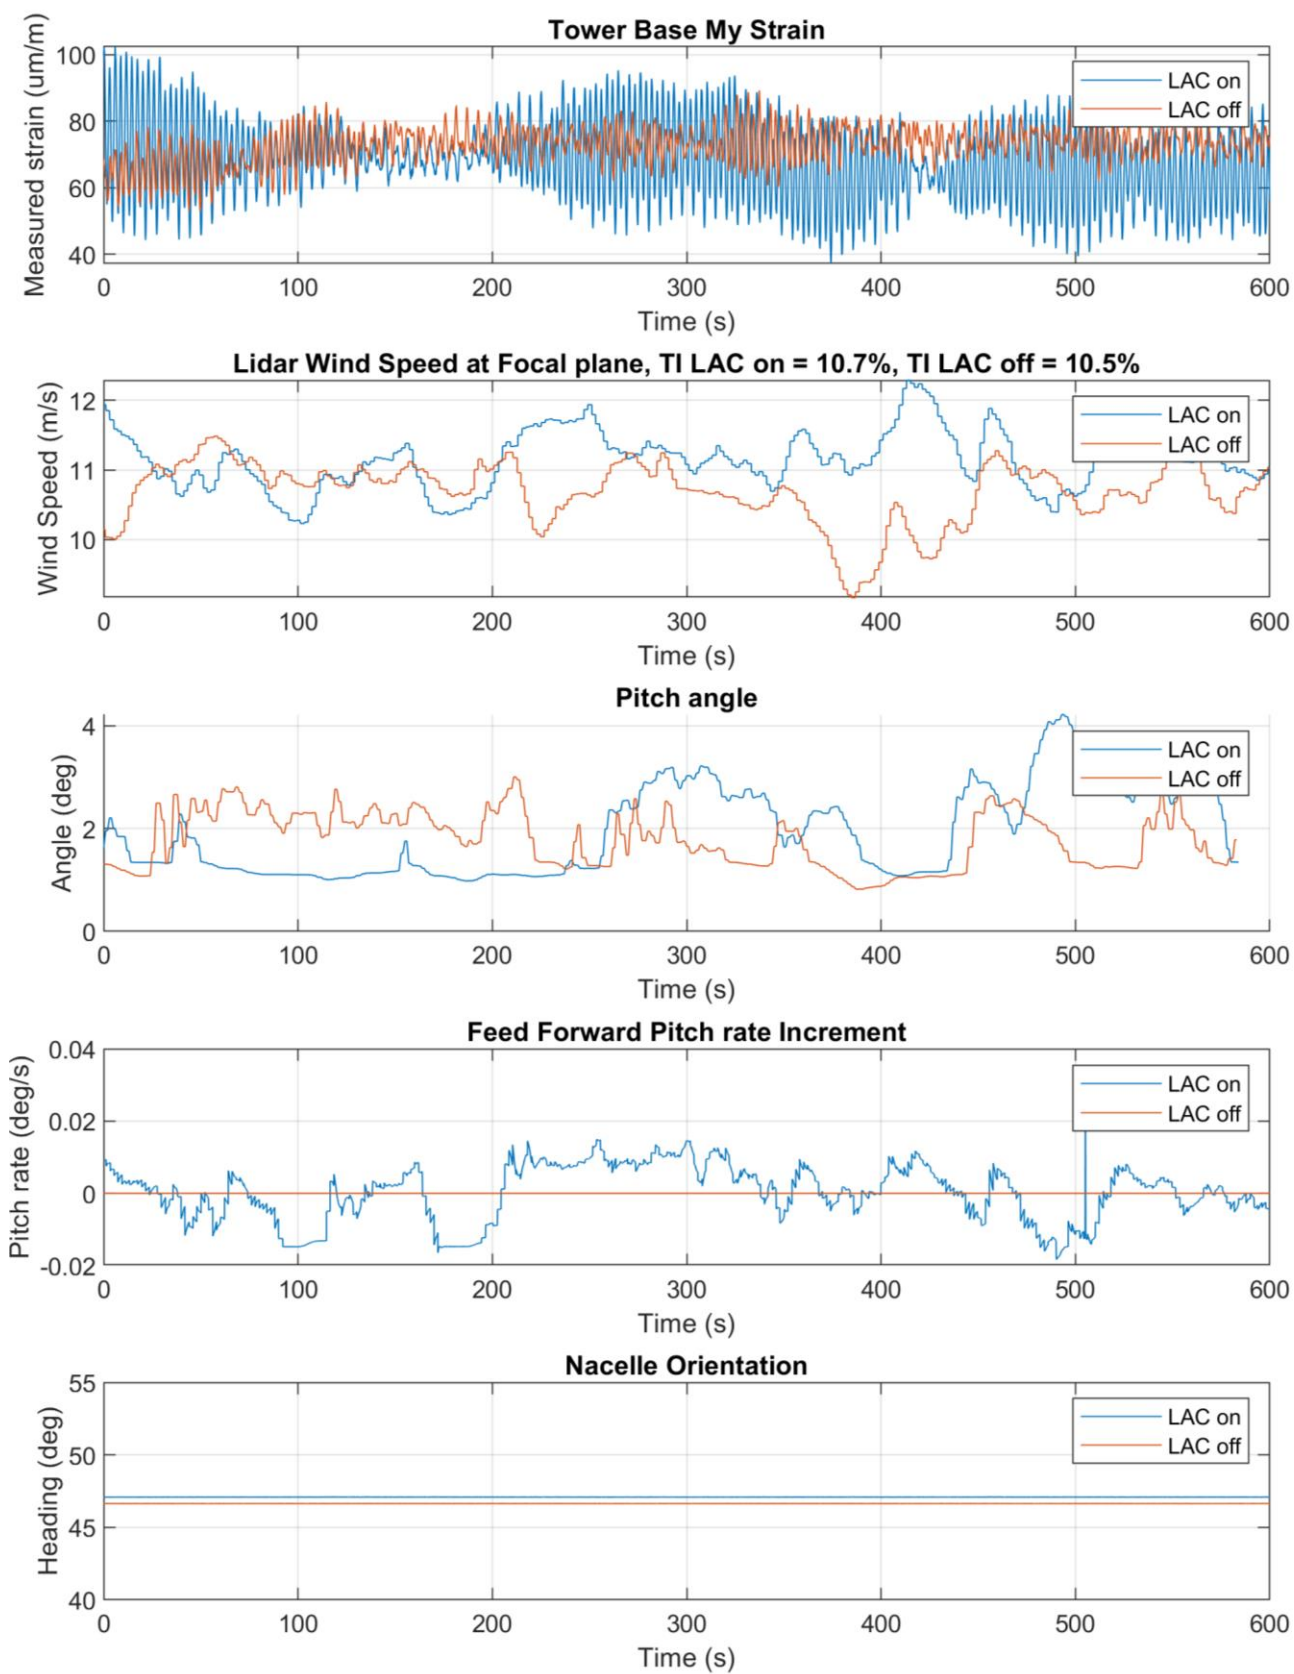 Tower Base My Strain
Measured strain (um/m)
100
80
60
40
LAC on
LAC off
0 100 200 300 400 500 600
Time (s)
Lidar Wind Speed at Focal plane, TI LAC on = 10.7%, TI LAC off = 10.5%
Wind Speed (m/s)
12
11
10
LAC on
LAC off
0 100 200 300 400 500 600
Time (s)
Pitch angle
Angle (deg)
4
2
0
LAC on
LAC off
0 100 200 300 400 500 600
Time (s)
Feed Forward Pitch rate Increment
Pitch rate (deg/s)
0.04
0.02
0
-0.02
LAC on
LAC off
0 100 200 300 400 500 600
Time (s)
Nacelle Orientation
Heading (deg)
55
50
45
40
LAC on
LAC off
0 100 200 300 400 500 600
Time (s)